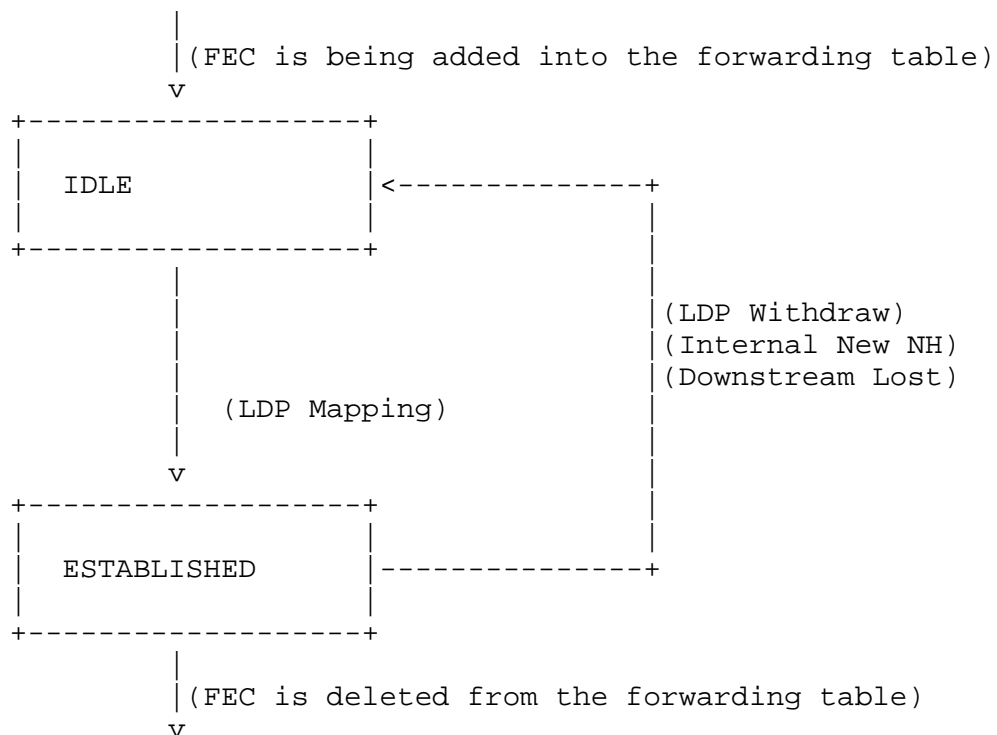 (FEC is being added into the forwarding table)
IDLE
(LDP Withdraw)
(Internal New NH)
(Downstream Lost)
(LDP Mapping)
ESTABLISHED
(FEC is deleted from the forwarding table)